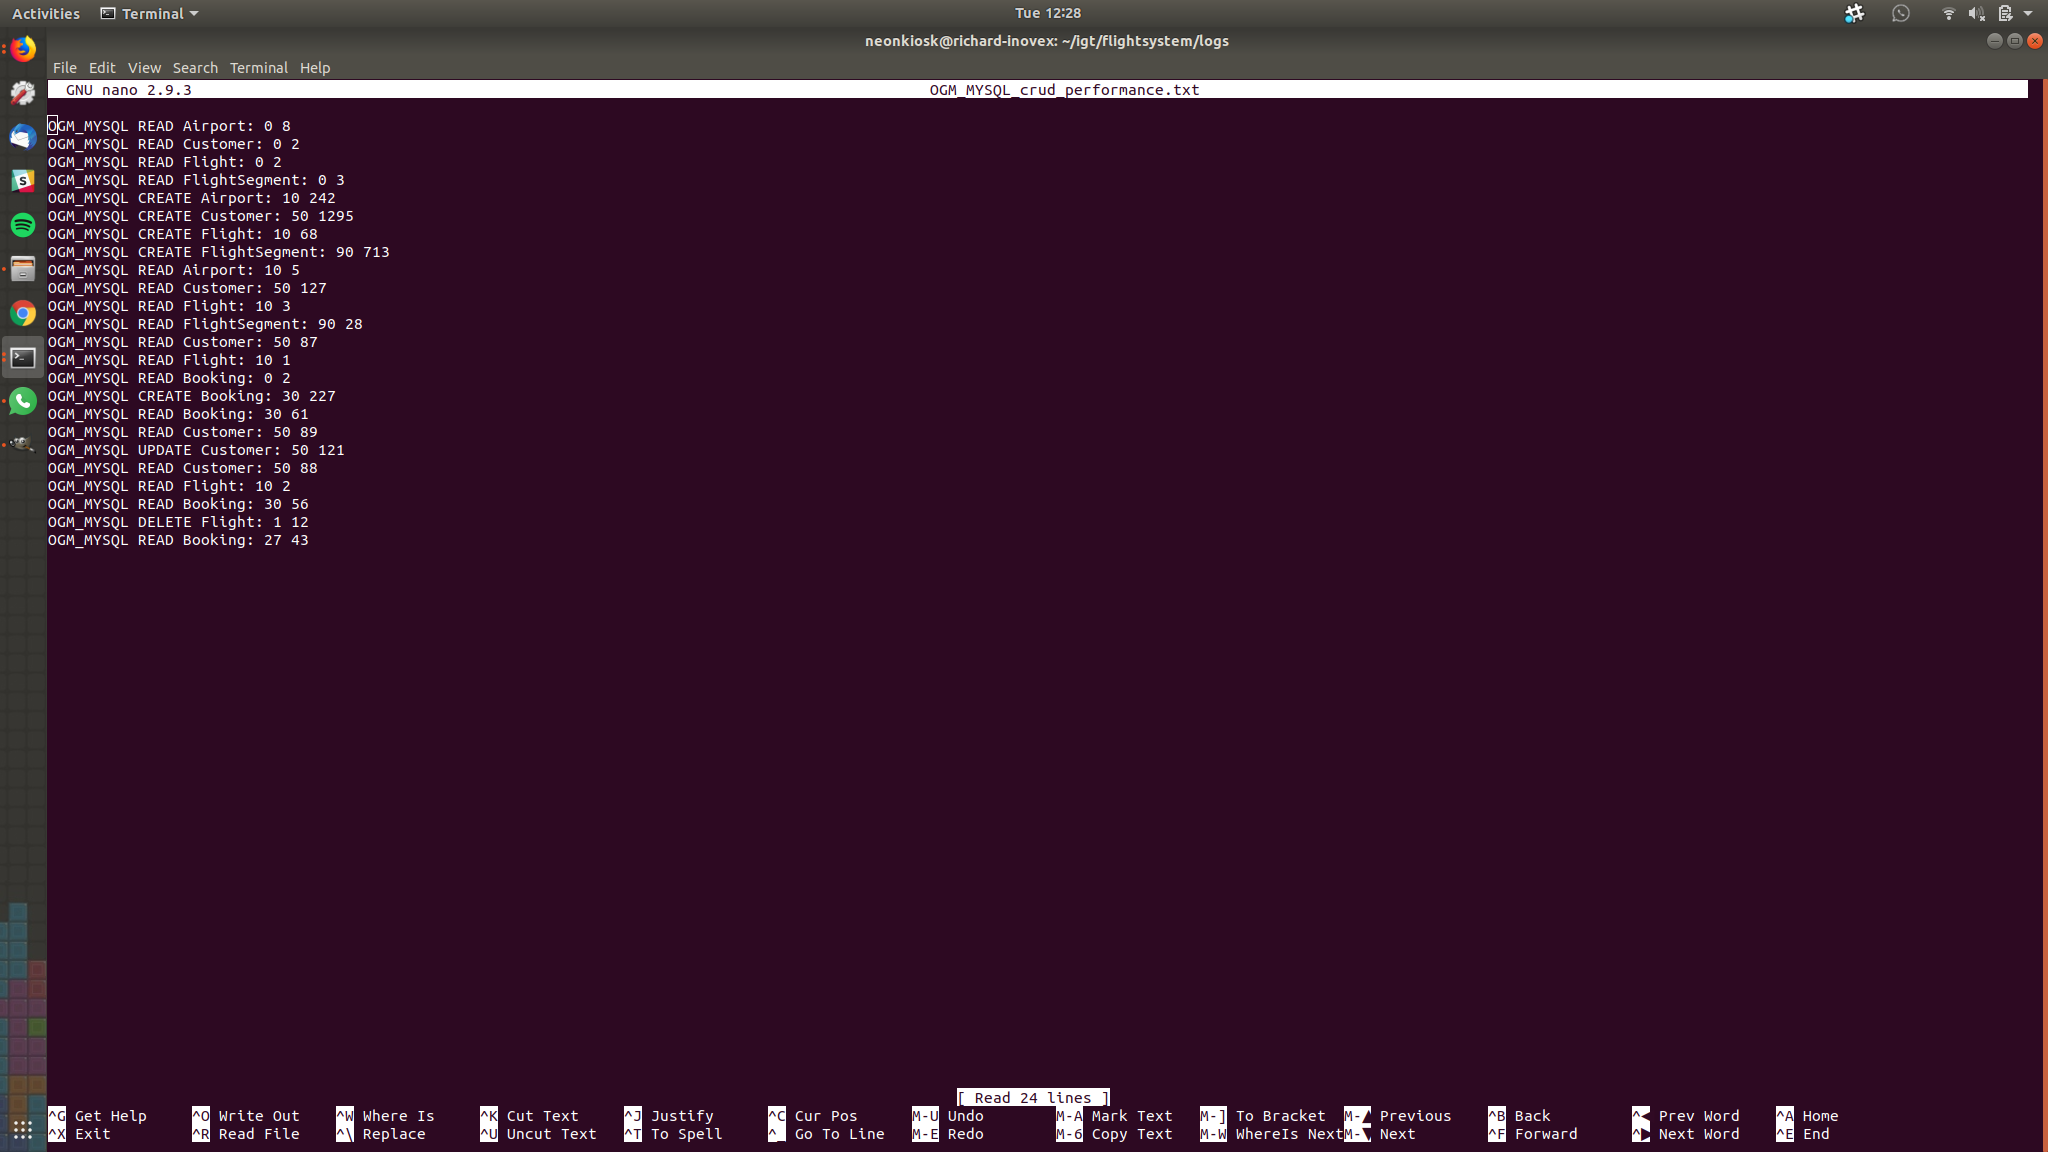 Activities Terminal Tue 12:28
neonkiosk@richard-inovex: ~/igt/flightsystem/logs
File Edit View Search Terminal Help
GNU nano 2.9.3 OGM_MYSQL_crud_performance.txt
OGM_MYSQL READ Airport: 0 8
OGM_MYSQL READ Customer: 0 2
OGM_MYSQL READ Flight: 0 2
OGM_MYSQL READ FlightSegment: 0 3
OGM_MYSQL CREATE Airport: 10 242
OGM_MYSQL CREATE Customer: 50 1295
OGM_MYSQL CREATE Flight: 10 68
OGM_MYSQL CREATE FlightSegment: 90 713
OGM_MYSQL READ Airport: 10 5
OGM_MYSQL READ Customer: 50 127
OGM_MYSQL READ Flight: 10 3
OGM_MYSQL READ FlightSegment: 90 28
OGM_MYSQL READ Customer: 50 87
OGM_MYSQL READ Flight: 10 1
OGM_MYSQL READ Booking: 0 2
OGM_MYSQL CREATE Booking: 30 227
OGM_MYSQL READ Booking: 30 61
OGM_MYSQL READ Customer: 50 89
OGM_MYSQL UPDATE Customer: 50 121
OGM_MYSQL READ Customer: 50 88
OGM_MYSQL READ Flight: 10 2
OGM_MYSQL READ Booking: 30 56
OGM_MYSQL DELETE Flight: 1 12
OGM_MYSQL READ Booking: 27 43
[ Read 24 lines ]
^G Get Help ^O Write Out ^W Where Is ^K Cut Text ^J Justify ^C Cur Pos M-U Undo M-A Mark Text M-] To Bracket M-▲ Previous ^B Back ^◀ Prev Word ^A Home
^X Exit ^R Read File ^\ Replace ^U Uncut Text ^T To Spell ^_ Go To Line M-E Redo M-6 Copy Text M-W WhereIs Next M-▼ Next ^F Forward ^▶ Next Word ^E End